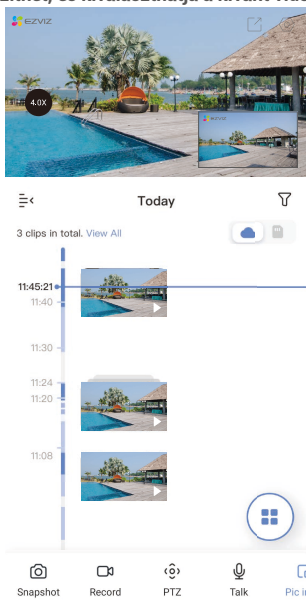 EZVIZ
4.0X
EZVIZ
Today
3 clips in total. View All
11:45:21
11:40
11:30
11:24
11:20
11:08
Snapshot
Record
PTZ
Talk
Pic in